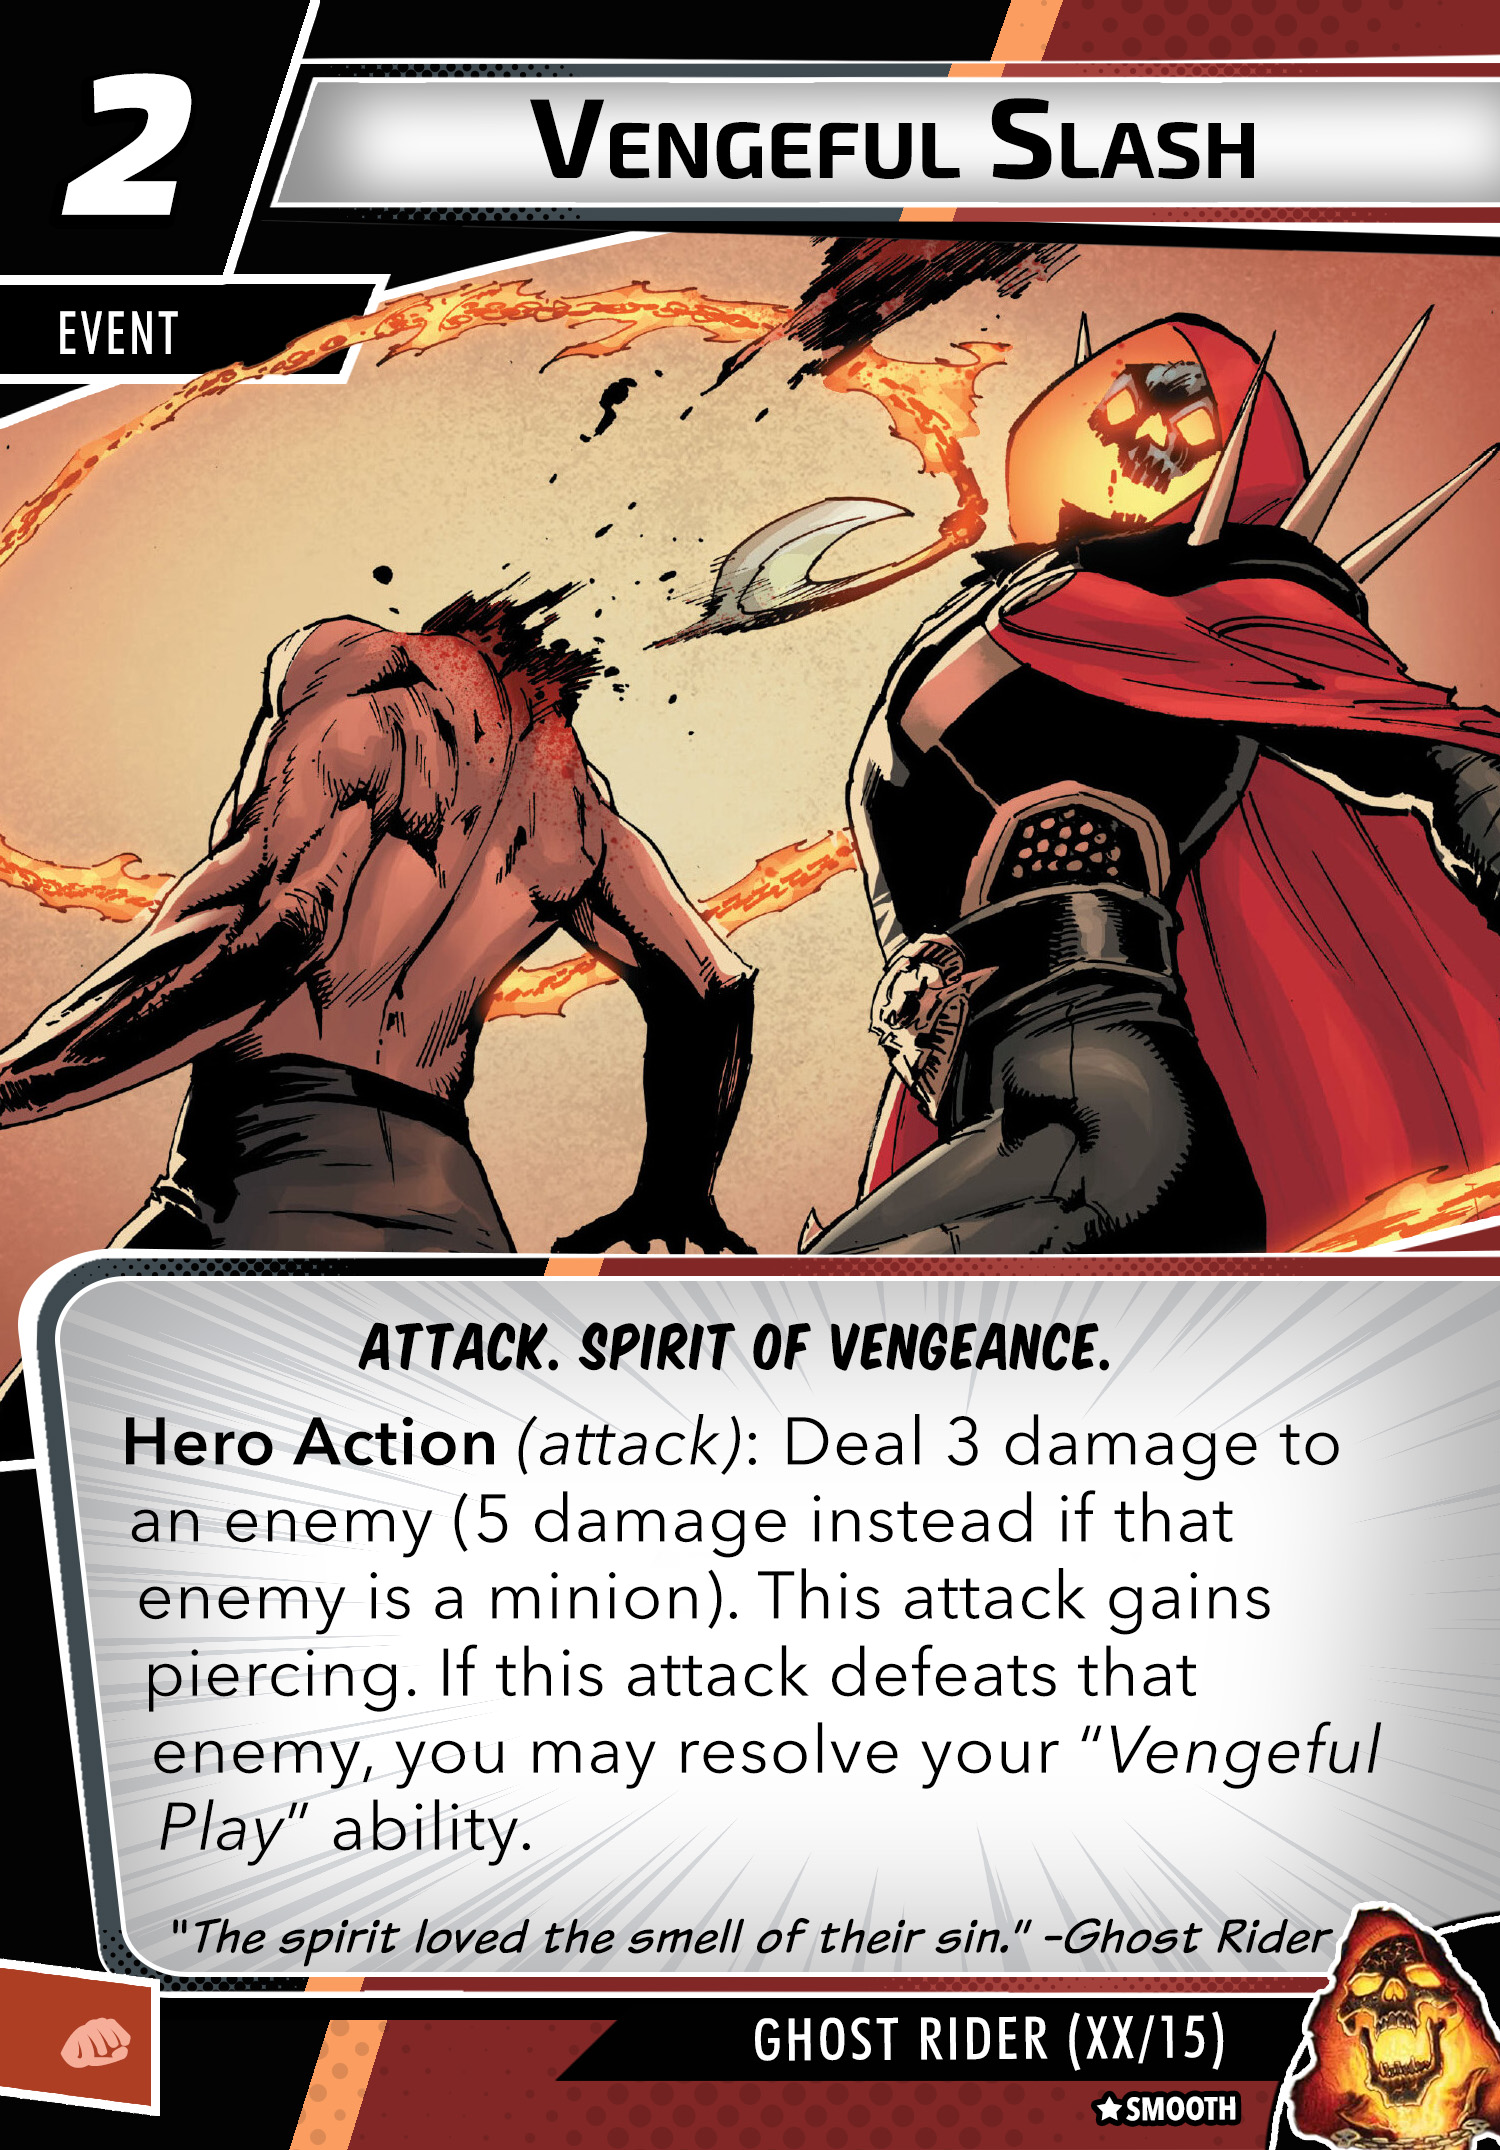 2
VENGEFUL SLASH
EVENT
ATTACK. SPIRIT OF VENGEANCE.
Hero Action (attack): Deal 3 damage to
an enemy (5 damage instead if that
enemy is a minion). This attack gains
piercing. If this attack defeats that
enemy, you may resolve your “Vengeful
Play” ability.
"The spirit loved the smell of their sin." -Ghost Rider
GHOST RIDER (XX/15)
SMOOTH